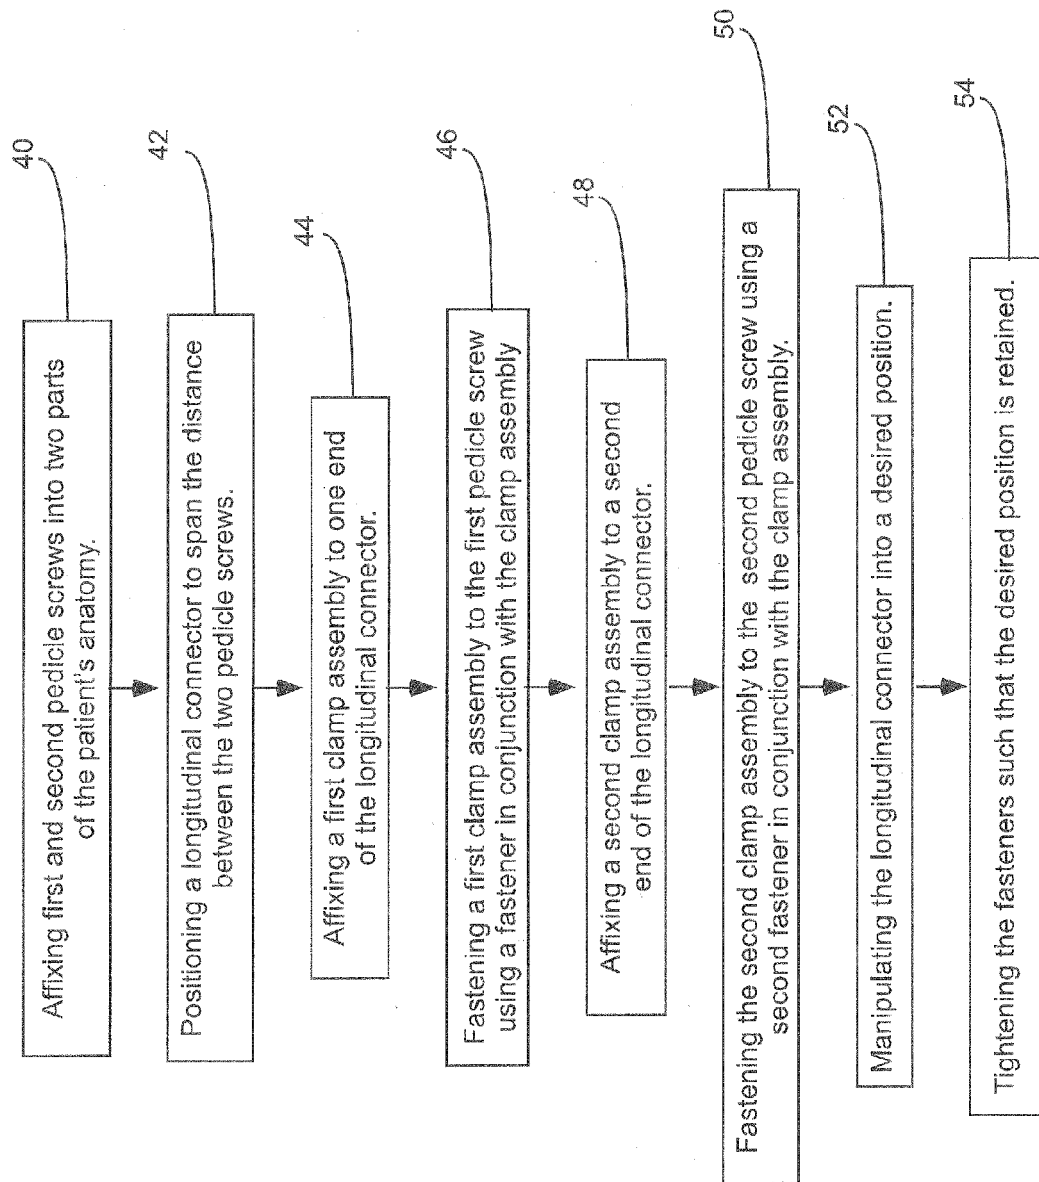 40
Affixing first and second pedicle screws into two parts
of the patient's anatomy.
42
Positioning a longitudinal connector to span the distance
between the two pedicle screws.
44
Affixing a first clamp assembly to one end
of the longitudinal connector.
46
Fastening a first clamp assembly to the first pedicle screw
using a fastener in conjunction with the clamp assembly
48
Affixing a second clamp assembly to a second
end of the longitudinal connector.
50
Fastening the second clamp assembly to the second pedicle screw using a
second fastener in conjunction with the clamp assembly.
52
Manipulating the longitudinal connector into a desired position.
54
Tightening the fasteners such that the desired position is retained.